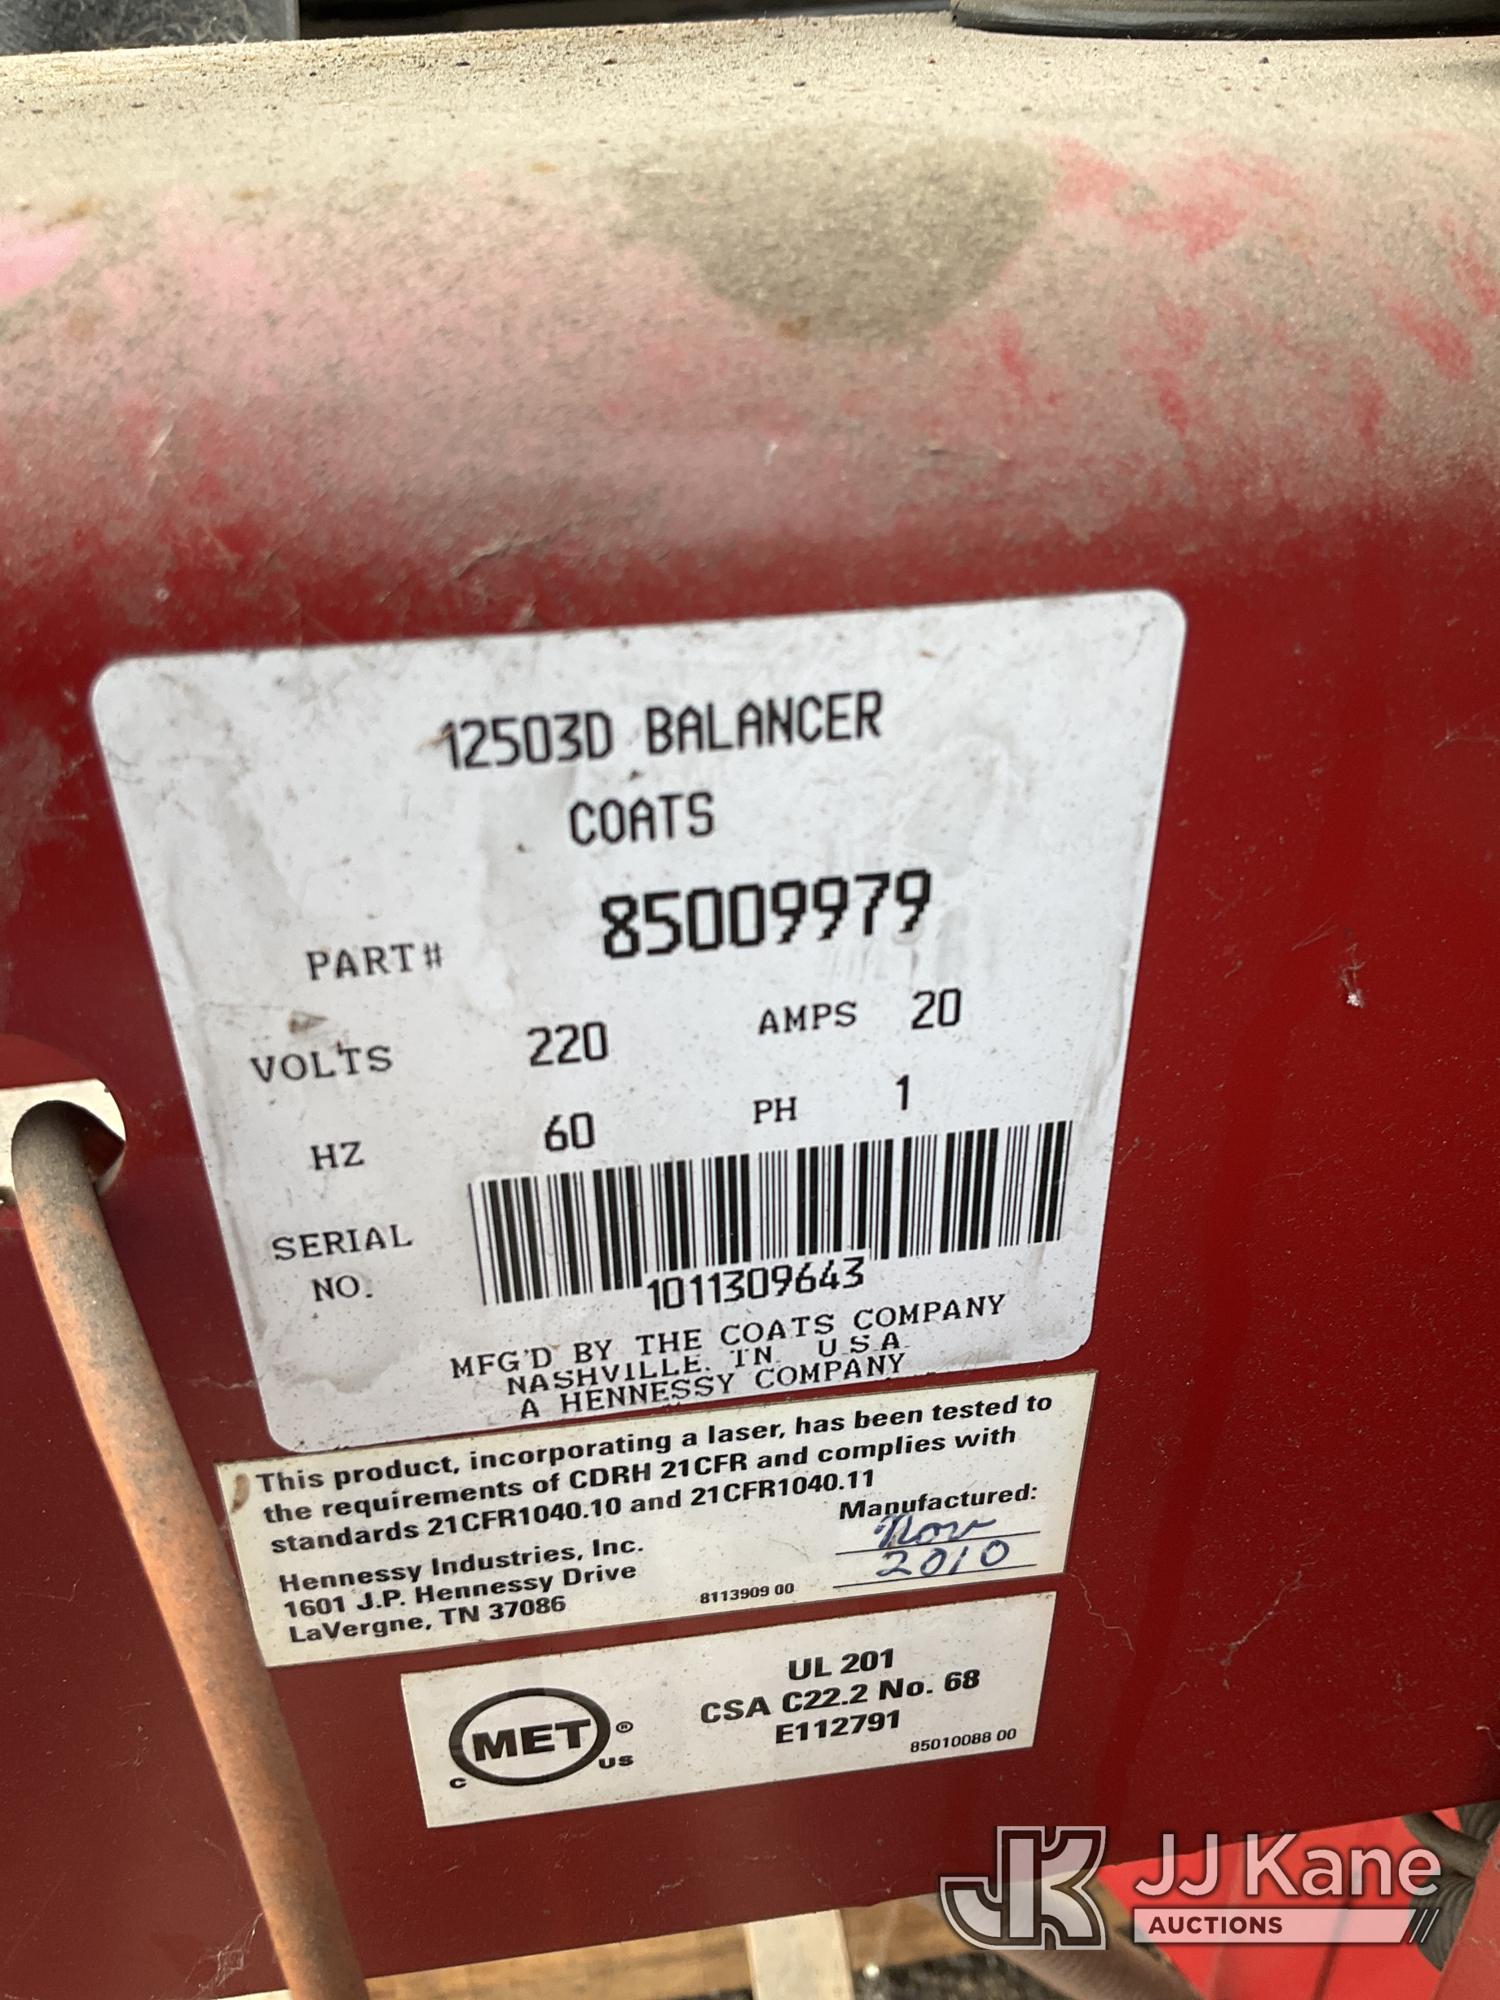 12503D BALANCER
COATS
PART# 85009979
VOLTS 220 AMPS 20
HZ 60 PH 1
SERIAL
NO.
1011309643
MFG'D BY THE COATS COMPANY
NASHVILLE. TN U S A
A HENNESSY COMPANY
This product, incorporating a laser, has been tested to
the requirements of CDRH 21CFR and complies with
standards 21CFR1040.10 and 21CFR1040.11
Manufactured:
Nov
2010
Hennessy Industries, Inc.
1601 J.P. Hennessy Drive
LaVergne, TN 37086
8113909 00
MET®
C US
UL 201
CSA C22.2 No. 68
E112791
85010088 00
JK JJ Kane
AUCTIONS